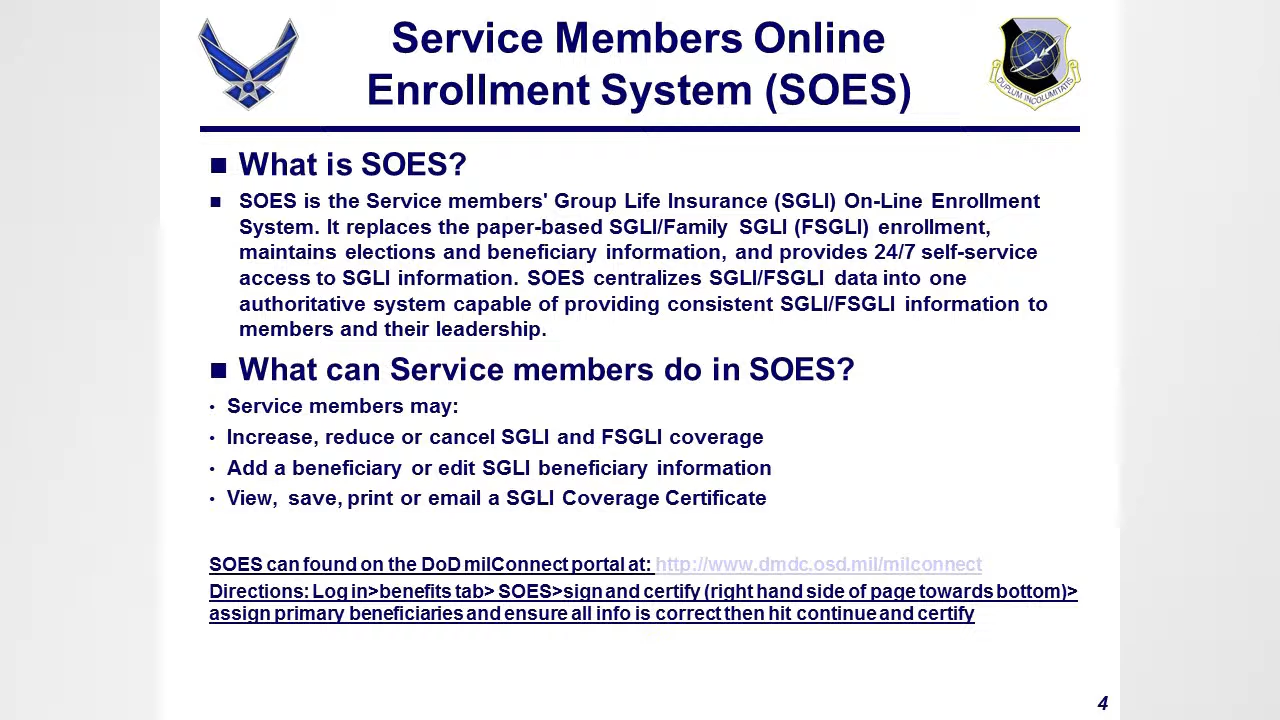 Service Members Online
Enrollment System (SOES)
DUPLUM INCOLUMITATIS
What is SOES?
SOES is the Service members' Group Life Insurance (SGLI) On-Line Enrollment
System. It replaces the paper-based SGLI/Family SGLI (FSGLI) enrollment,
maintains elections and beneficiary information, and provides 24/7 self-service
access to SGLI information. SOES centralizes SGLI/FSGLI data into one
authoritative system capable of providing consistent SGLI/FSGLI information to
members and their leadership.
What can Service members do in SOES?
• Service members may:
• Increase, reduce or cancel SGLI and FSGLI coverage
• Add a beneficiary or edit SGLI beneficiary information
• View, save, print or email a SGLI Coverage Certificate
SOES can found on the DoD milConnect portal at: http://www.dmdc.osd.mil/milconnect
Directions: Log in>benefits tab> SOES>sign and certify (right hand side of page towards bottom)>
assign primary beneficiaries and ensure all info is correct then hit continue and certify
4